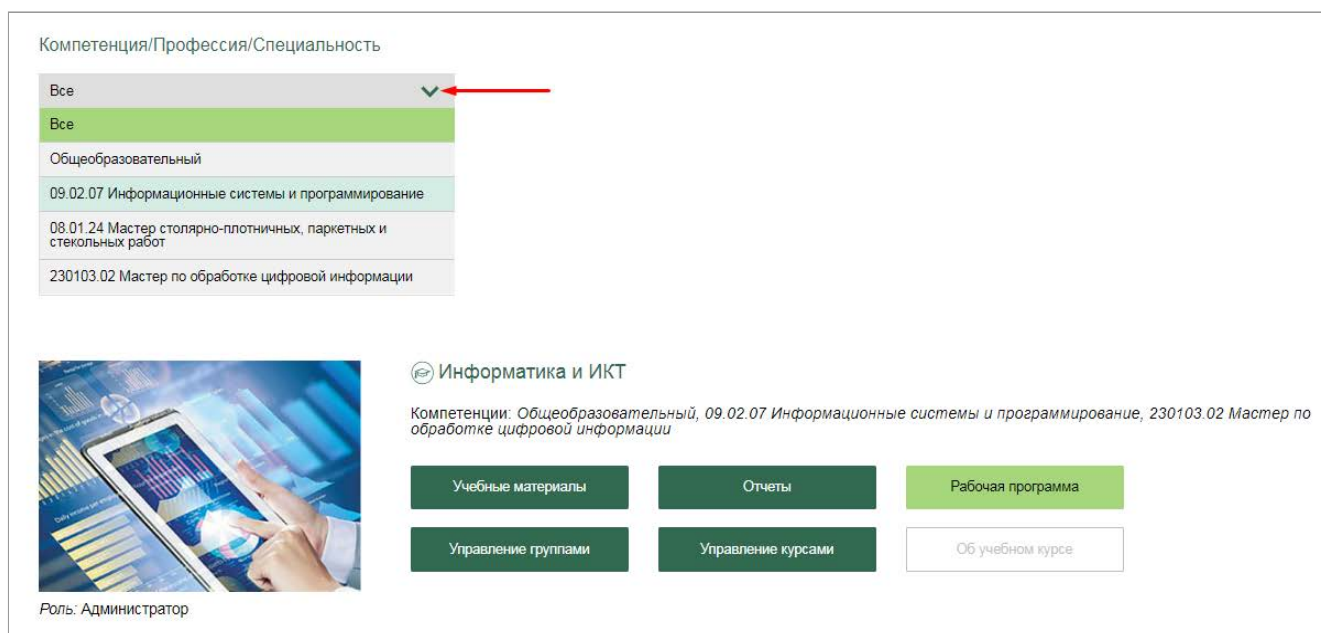 Компетенция/Профессия/Специальность
Все
Все
Общеобразовательный
09.02.07 Информационные системы и программирование
08.01.24 Мастер столярно-плотничных, паркетных и
стекольных работ
230103.02 Мастер по обработке цифровой информации
Информатика и ИКТ
Компетенции: Общеобразовательный, 09.02.07 Информационные системы и программирование, 230103.02 Мастер по
обработке цифровой информации
Учебные материалы
Отчеты
Рабочая программа
Управление группами
Управление курсами
Об учебном курсе
Роль: Администратор